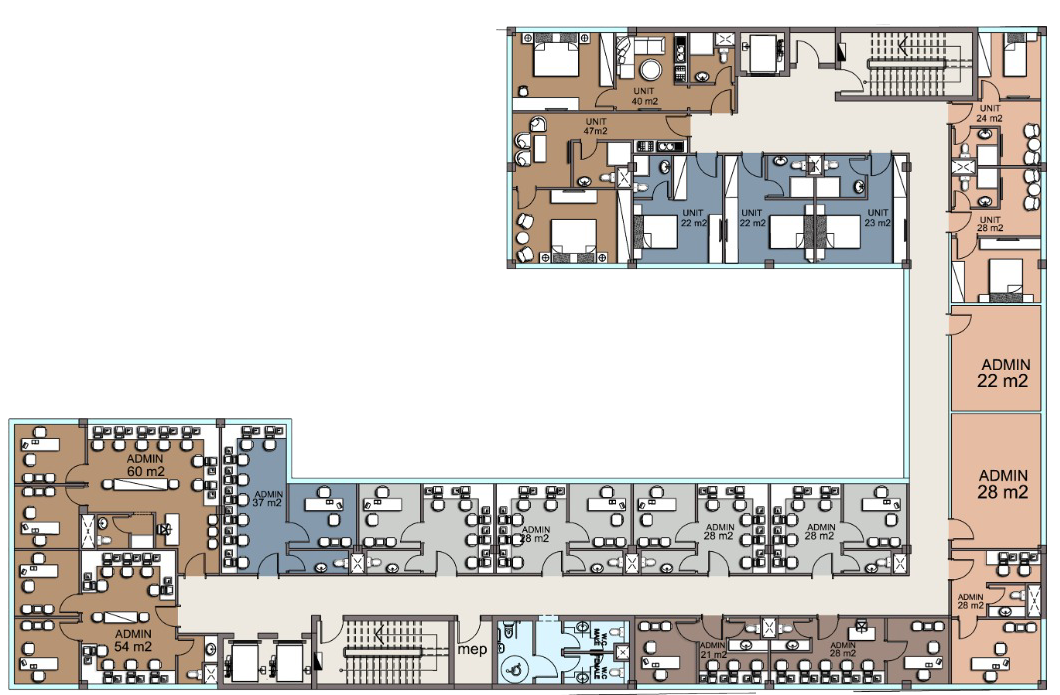 UNIT
40 m2
UNIT
47m2
UNIT
24 m2
UNIT
22 m2
UNIT
22 m2
UNIT
23 m2
UNIT
28 m2
ADMIN
22 m2
ADMIN
28 m2
ADMIN
60 m2
ADMIN
37 m2
ADMIN
28 m2
ADMIN
28 m2
ADMIN
28 m2
ADMIN
28 m2
ADMIN
54 m2
mep
W.C
MALE
W.C
FEMALE
ADMIN
21 m2
ADMIN
28 m2